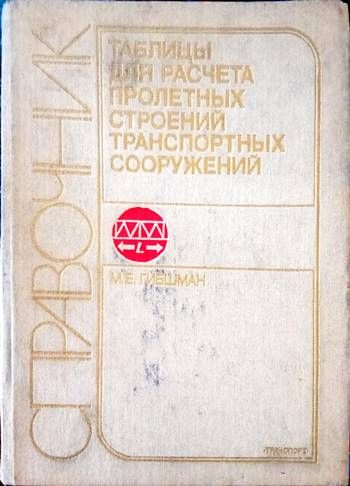 СПРАВОЧНИК
ТАБЛИЦЫ
ДЛЯ РАСЧЕТА
ПРОЛЕТНЫХ
СТРОЕНИЙ
ТРАНСПОРТНЫХ
СООРУЖЕНИЙ
L
М.Е. ГИБШМАН
«ТРАНСПОРТ»